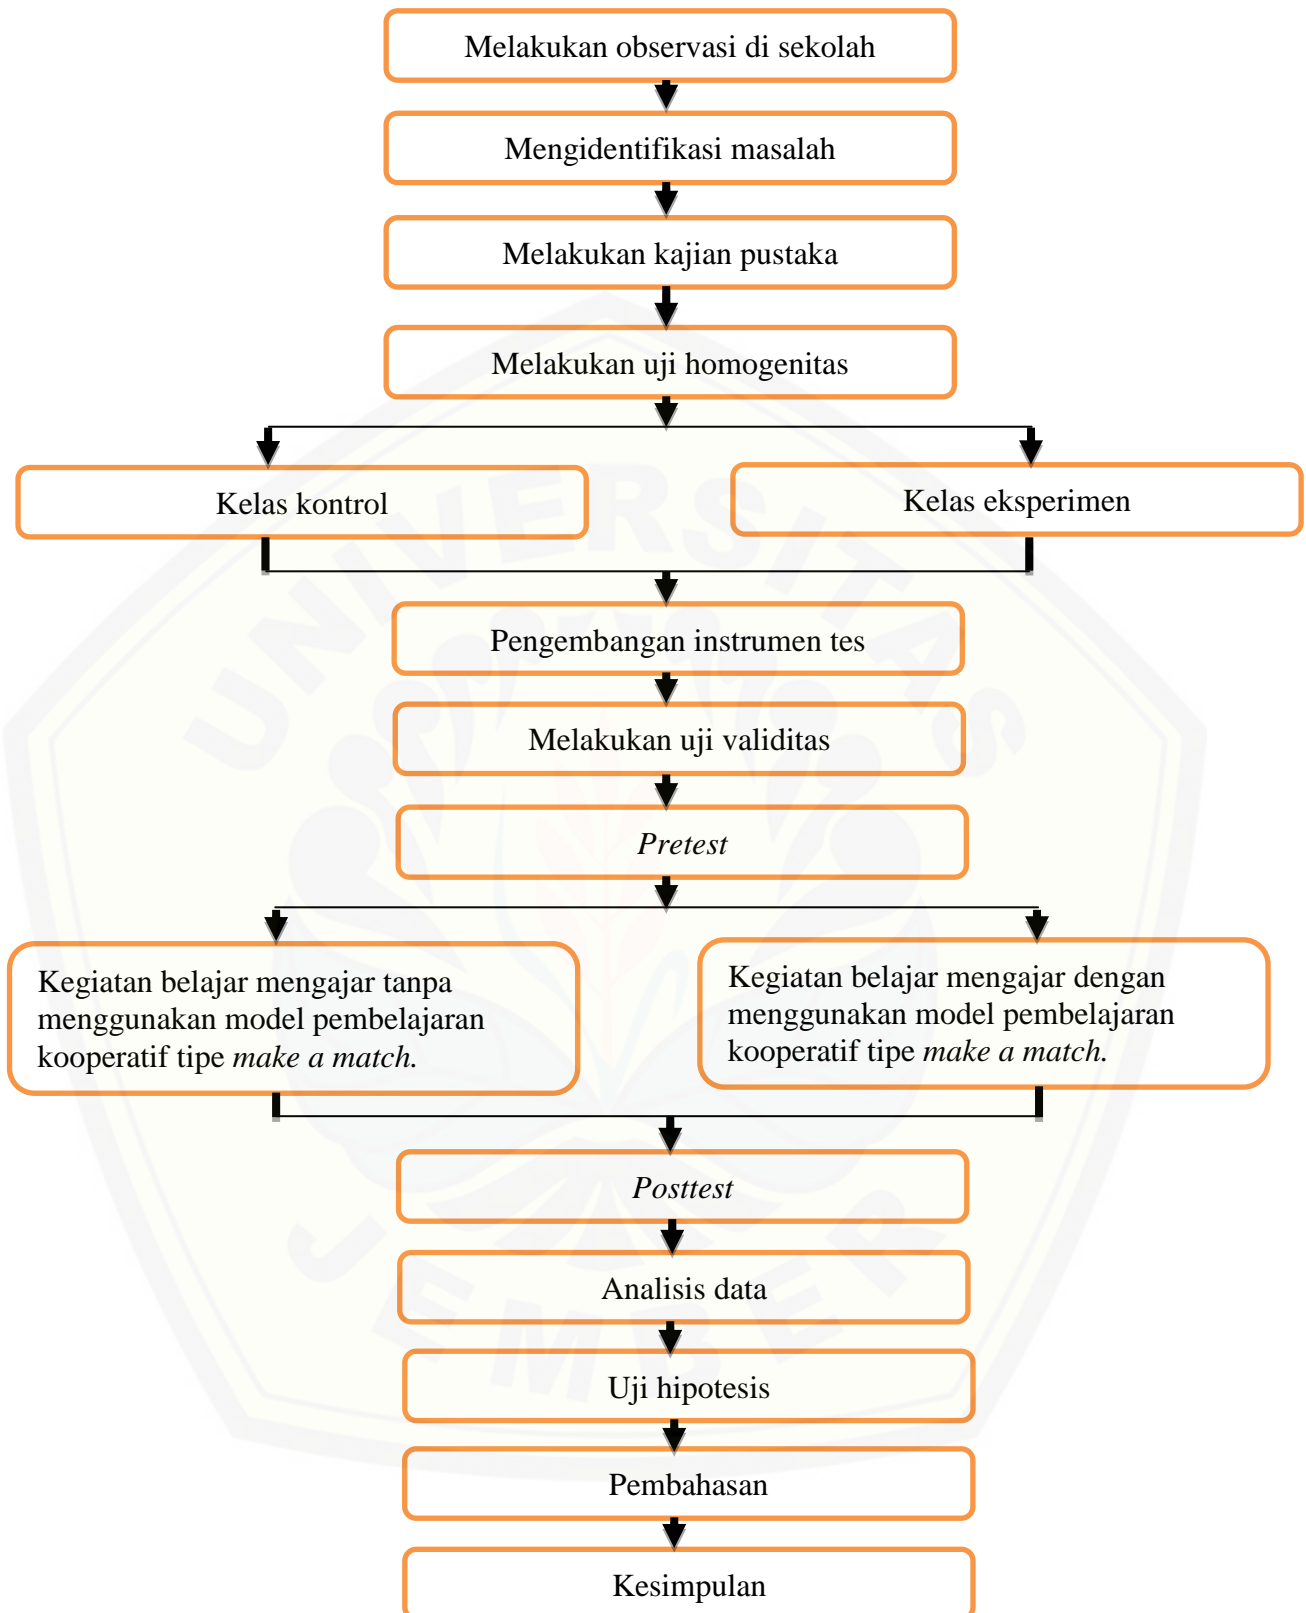 Melakukan observasi di sekolah
Mengidentifikasi masalah
Melakukan kajian pustaka
Melakukan uji homogenitas
Kelas kontrol
Kelas eksperimen
Pengembangan instrumen tes
Melakukan uji validitas
Pretest
Kegiatan belajar mengajar tanpa
menggunakan model pembelajaran
kooperatif tipe make a match.
Kegiatan belajar mengajar dengan
menggunakan model pembelajaran
kooperatif tipe make a match.
Posttest
Analisis data
Uji hipotesis
Pembahasan
Kesimpulan
UNIVERSITAS
JEMBER